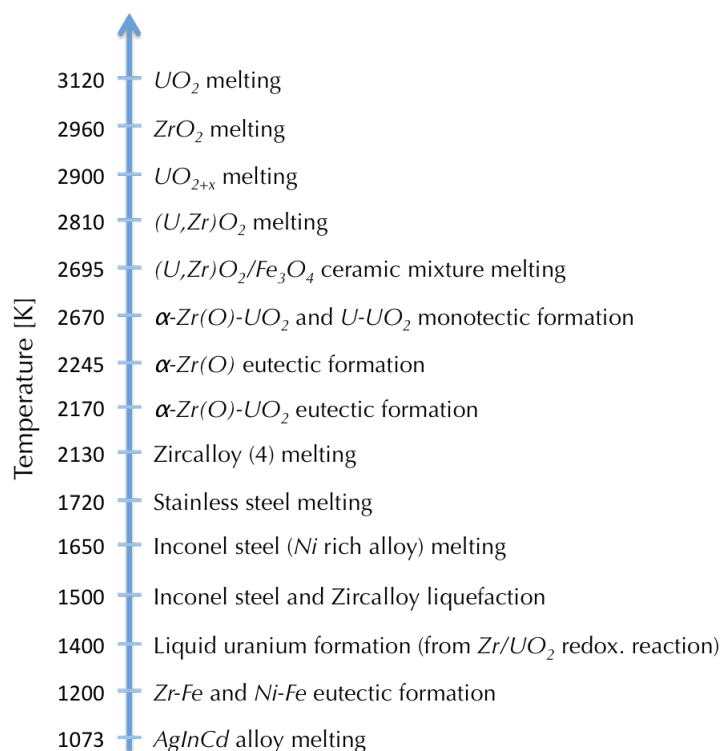 3120 UO₂ melting
2960 ZrO₂ melting
2900 UO₂₊ₓ melting
2810 (U,Zr)O₂ melting
2695 (U,Zr)O₂/Fe₃O₄ ceramic mixture melting
2670 α-Zr(O)-UO₂ and U-UO₂ monotectic formation
2245 α-Zr(O) eutectic formation
2170 α-Zr(O)-UO₂ eutectic formation
2130 Zircalloy (4) melting
1720 Stainless steel melting
1650 Inconel steel (Ni rich alloy) melting
1500 Inconel steel and Zircalloy liquefaction
1400 Liquid uranium formation (from Zr/UO₂ redox. reaction)
1200 Zr-Fe and Ni-Fe eutectic formation
1073 AgInCd alloy melting
Temperature [K]